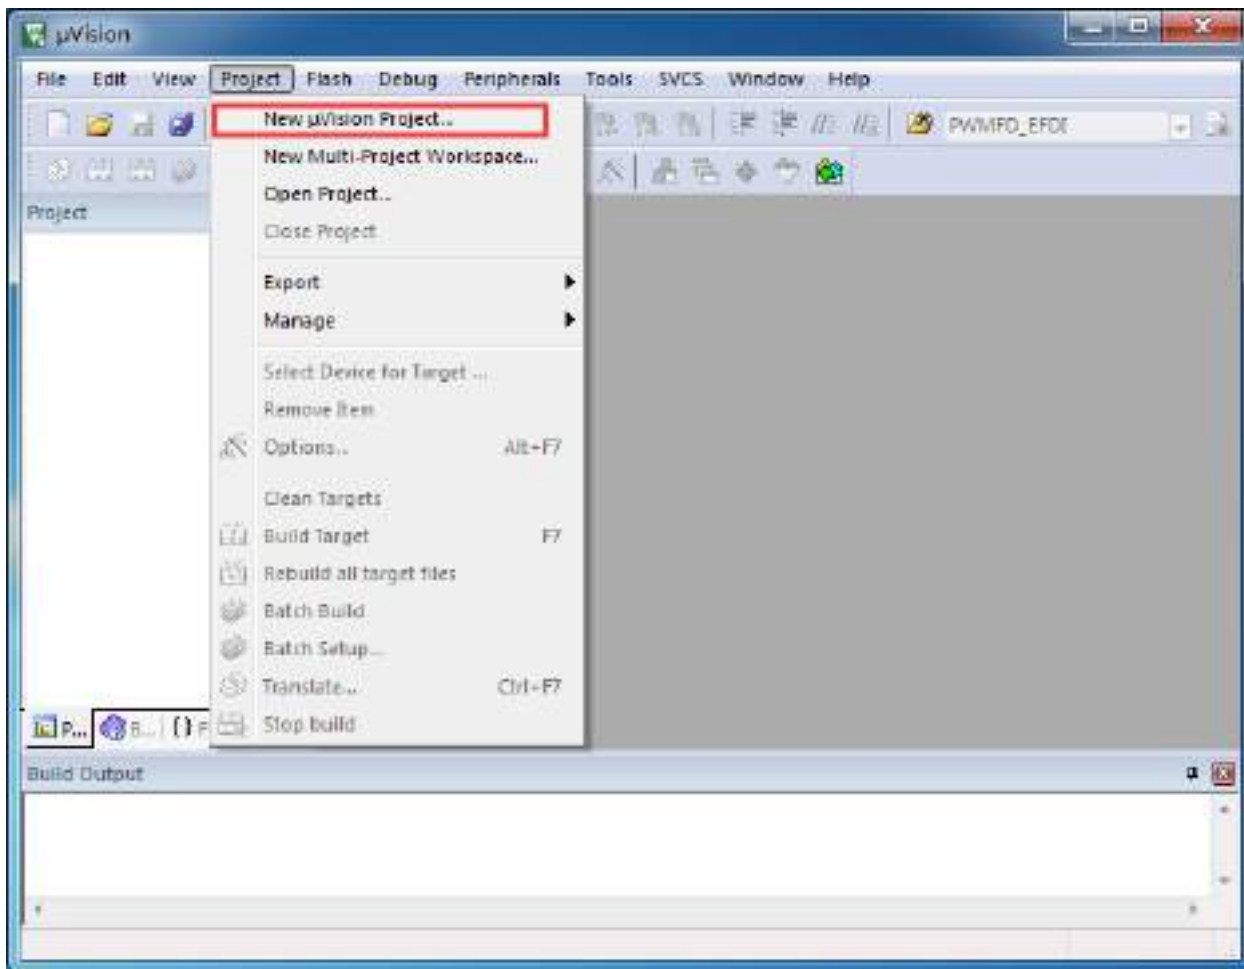 µVision
File Edit View Project Flash Debug Peripherals Tools SVCS Window Help
New µVision Project...
PWMFD_EFDI
New Multi-Project Workspace...
Project
Open Project...
Close Project
Export
Manage
Select Device for Target ...
Remove Item
Options... Alt+F7
Clean Targets
Build Target F7
Rebuild all target files
Batch Build
Batch Setup...
Translate... Ctrl+F7
Stop build
P... B... {} F
Build Output